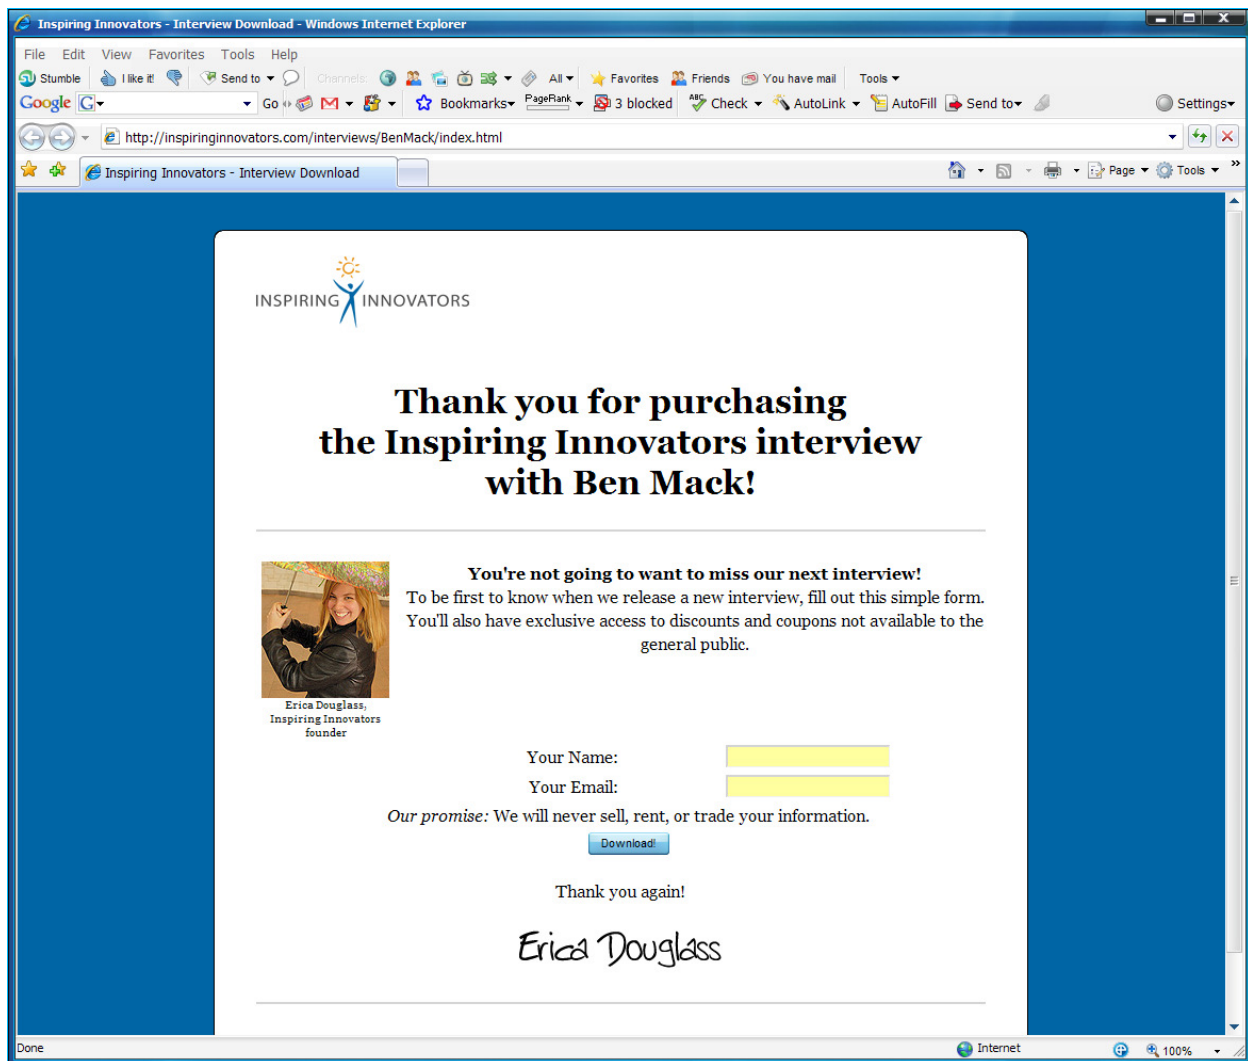 Inspiring Innovators - Interview Download - Windows Internet Explorer
File Edit View Favorites Tools Help
Stumble I like it! Send to Channels: All Favorites Friends You have mail Tools
Google G Go Bookmarks PageRank 3 blocked ABC Check AutoLink AutoFill Send to Settings
http://inspiringinnovators.com/interviews/BenMack/index.html
Inspiring Innovators - Interview Download Page Tools »
INSPIRING INNOVATORS
Thank you for purchasing
the Inspiring Innovators interview
with Ben Mack!
You're not going to want to miss our next interview!
To be first to know when we release a new interview, fill out this simple form.
You'll also have exclusive access to discounts and coupons not available to the
general public.
Erica Douglass,
Inspiring Innovators
founder
Your Name:
Your Email:
Our promise: We will never sell, rent, or trade your information.
Download!
Thank you again!
Erica Douglass
Done Internet 100%